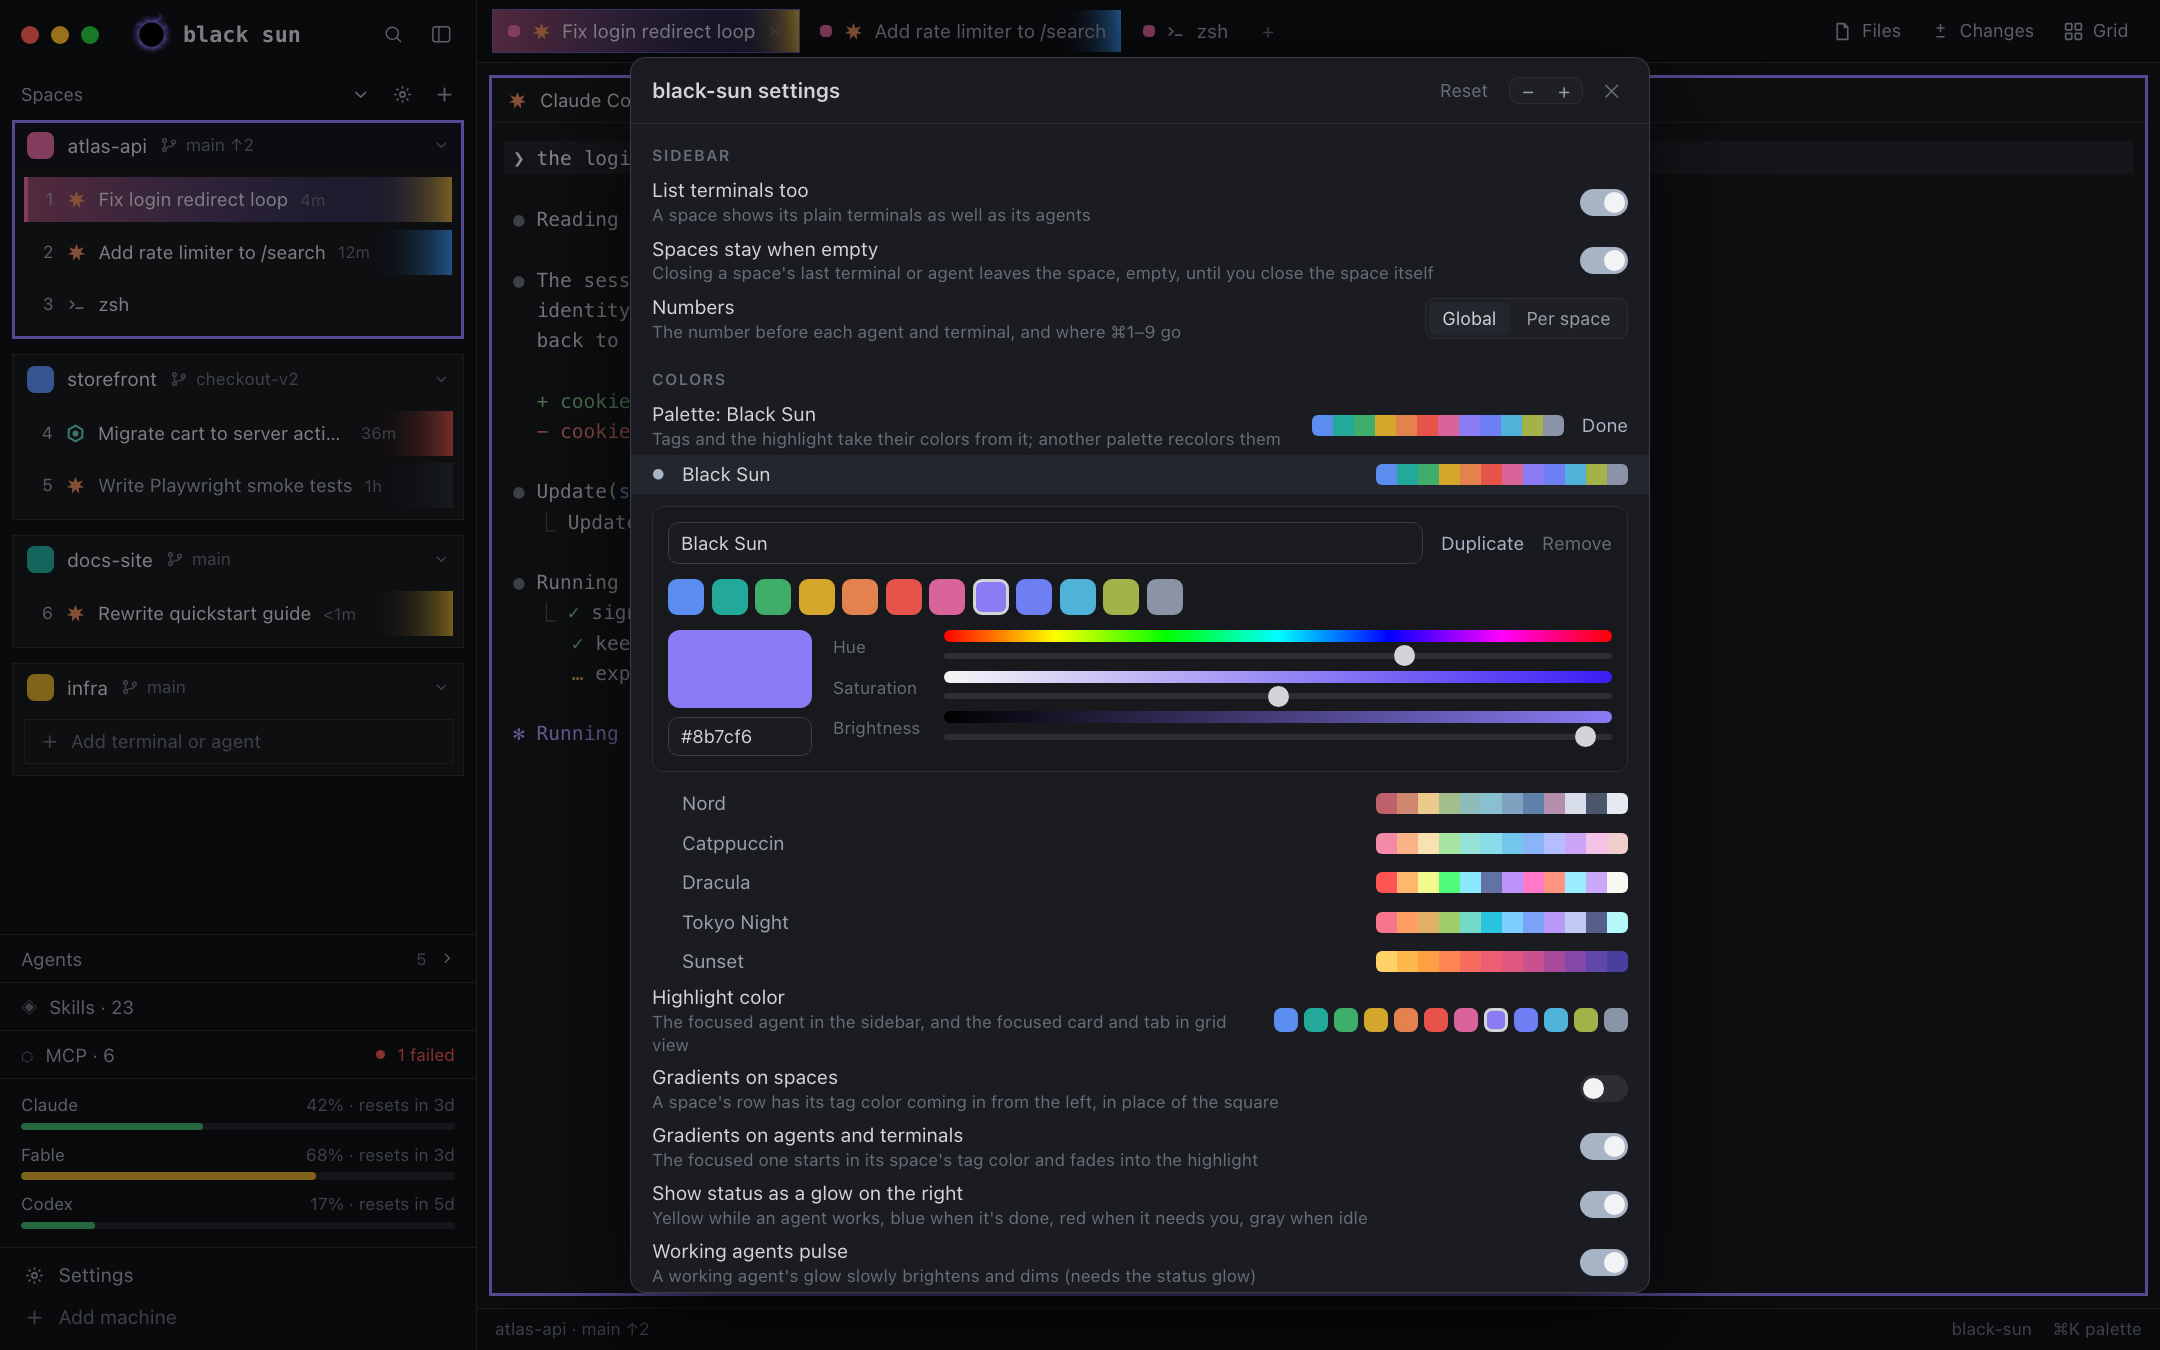 black sun
Fix login redirect loop
Add rate limiter to /search
zsh
Files
Changes
Grid
Spaces
atlas-api main ↑2
1 Fix login redirect loop 4m
2 Add rate limiter to /search 12m
3 zsh
storefront checkout-v2
4 Migrate cart to server acti... 36m
5 Write Playwright smoke tests 1h
docs-site main
6 Rewrite quickstart guide <1m
infra main
+ Add terminal or agent
Agents 5
Skills · 23
MCP · 6 1 failed
Claude 42% · resets in 3d
Fable 68% · resets in 3d
Codex 17% · resets in 5d
Settings
+ Add machine
Claude Co
❯ the logi
Reading
The sess
identity
back to
+ cookie
− cookie
Update(s
Update
Running
✓ sign
✓ kee
… exp
✻ Running
black-sun settings
Reset − +
SIDEBAR
List terminals too
A space shows its plain terminals as well as its agents
Spaces stay when empty
Closing a space's last terminal or agent leaves the space, empty, until you close the space itself
Numbers
The number before each agent and terminal, and where ⌘1–9 go
Global Per space
COLORS
Palette: Black Sun
Tags and the highlight take their colors from it; another palette recolors them
Done
Black Sun
Black Sun
Duplicate Remove
Hue
Saturation
Brightness
#8b7cf6
Nord
Catppuccin
Dracula
Tokyo Night
Sunset
Highlight color
The focused agent in the sidebar, and the focused card and tab in grid
view
Gradients on spaces
A space's row has its tag color coming in from the left, in place of the square
Gradients on agents and terminals
The focused one starts in its space's tag color and fades into the highlight
Show status as a glow on the right
Yellow while an agent works, blue when it's done, red when it needs you, gray when idle
Working agents pulse
A working agent's glow slowly brightens and dims (needs the status glow)
atlas-api · main ↑2
black-sun ⌘K palette